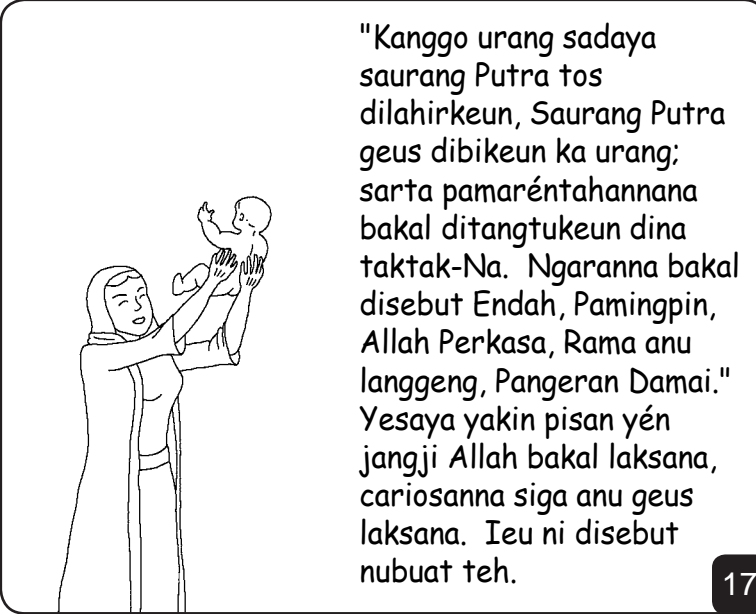 "Kanggo urang sadaya
saurang Putra tos
dilahirkeun, Saurang Putra
geus dibikeun ka urang;
sarta pamaréntahannana
bakal ditangtukeun dina
taktak-Na.  Ngaranna bakal
disebut Endah, Pamingpin,
Allah Perkasa, Rama anu
langgeng, Pangeran Damai."
Yesaya yakin pisan yén
jangji Allah bakal laksana,
cariosanna siga anu geus
laksana.  Ieu ni disebut
nubuat teh.
17